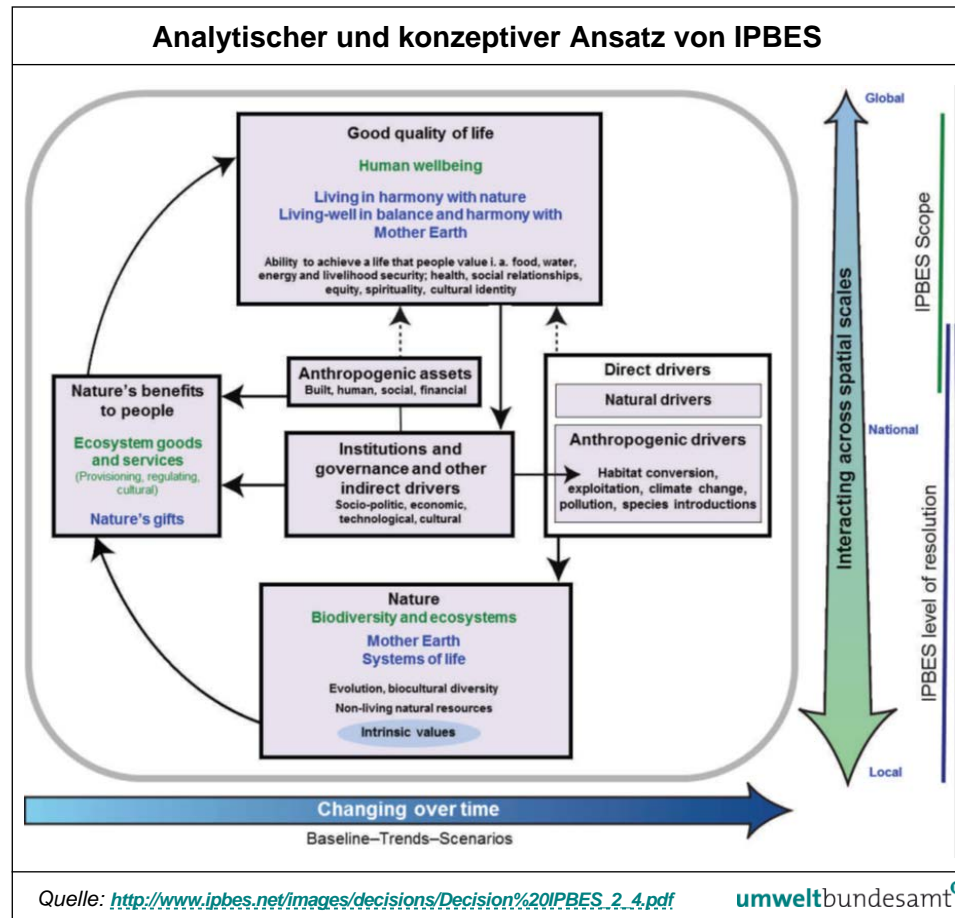 Analytischer und konzeptiver Ansatz von IPBES
Good quality of life
Human wellbeing
Living in harmony with nature
Living-well in balance and harmony with
Mother Earth
Ability to achieve a life that people value i. a. food, water,
energy and livelihood security; health, social relationships,
equity, spirituality, cultural identity
Anthropogenic assets
Built, human, social, financial
Nature's benefits
to people
Ecosystem goods
and services
(Provisioning, regulating,
cultural)
Nature's gifts
Institutions and
governance and other
indirect drivers
Socio-politic, economic,
technological, cultural
Direct drivers
Natural drivers
Anthropogenic drivers
Habitat conversion,
exploitation, climate change,
pollution, species introductions
Nature
Biodiversity and ecosystems
Mother Earth
Systems of life
Evolution, biocultural diversity
Non-living natural resources
Intrinsic values
Global
National
Local
Interacting across spatial scales
IPBES Scope
IPBES level of resolution
Changing over time
Baseline–Trends–Scenarios
Quelle: http://www.ipbes.net/images/decisions/Decision%20IPBES_2_4.pdf
umweltbundesamt